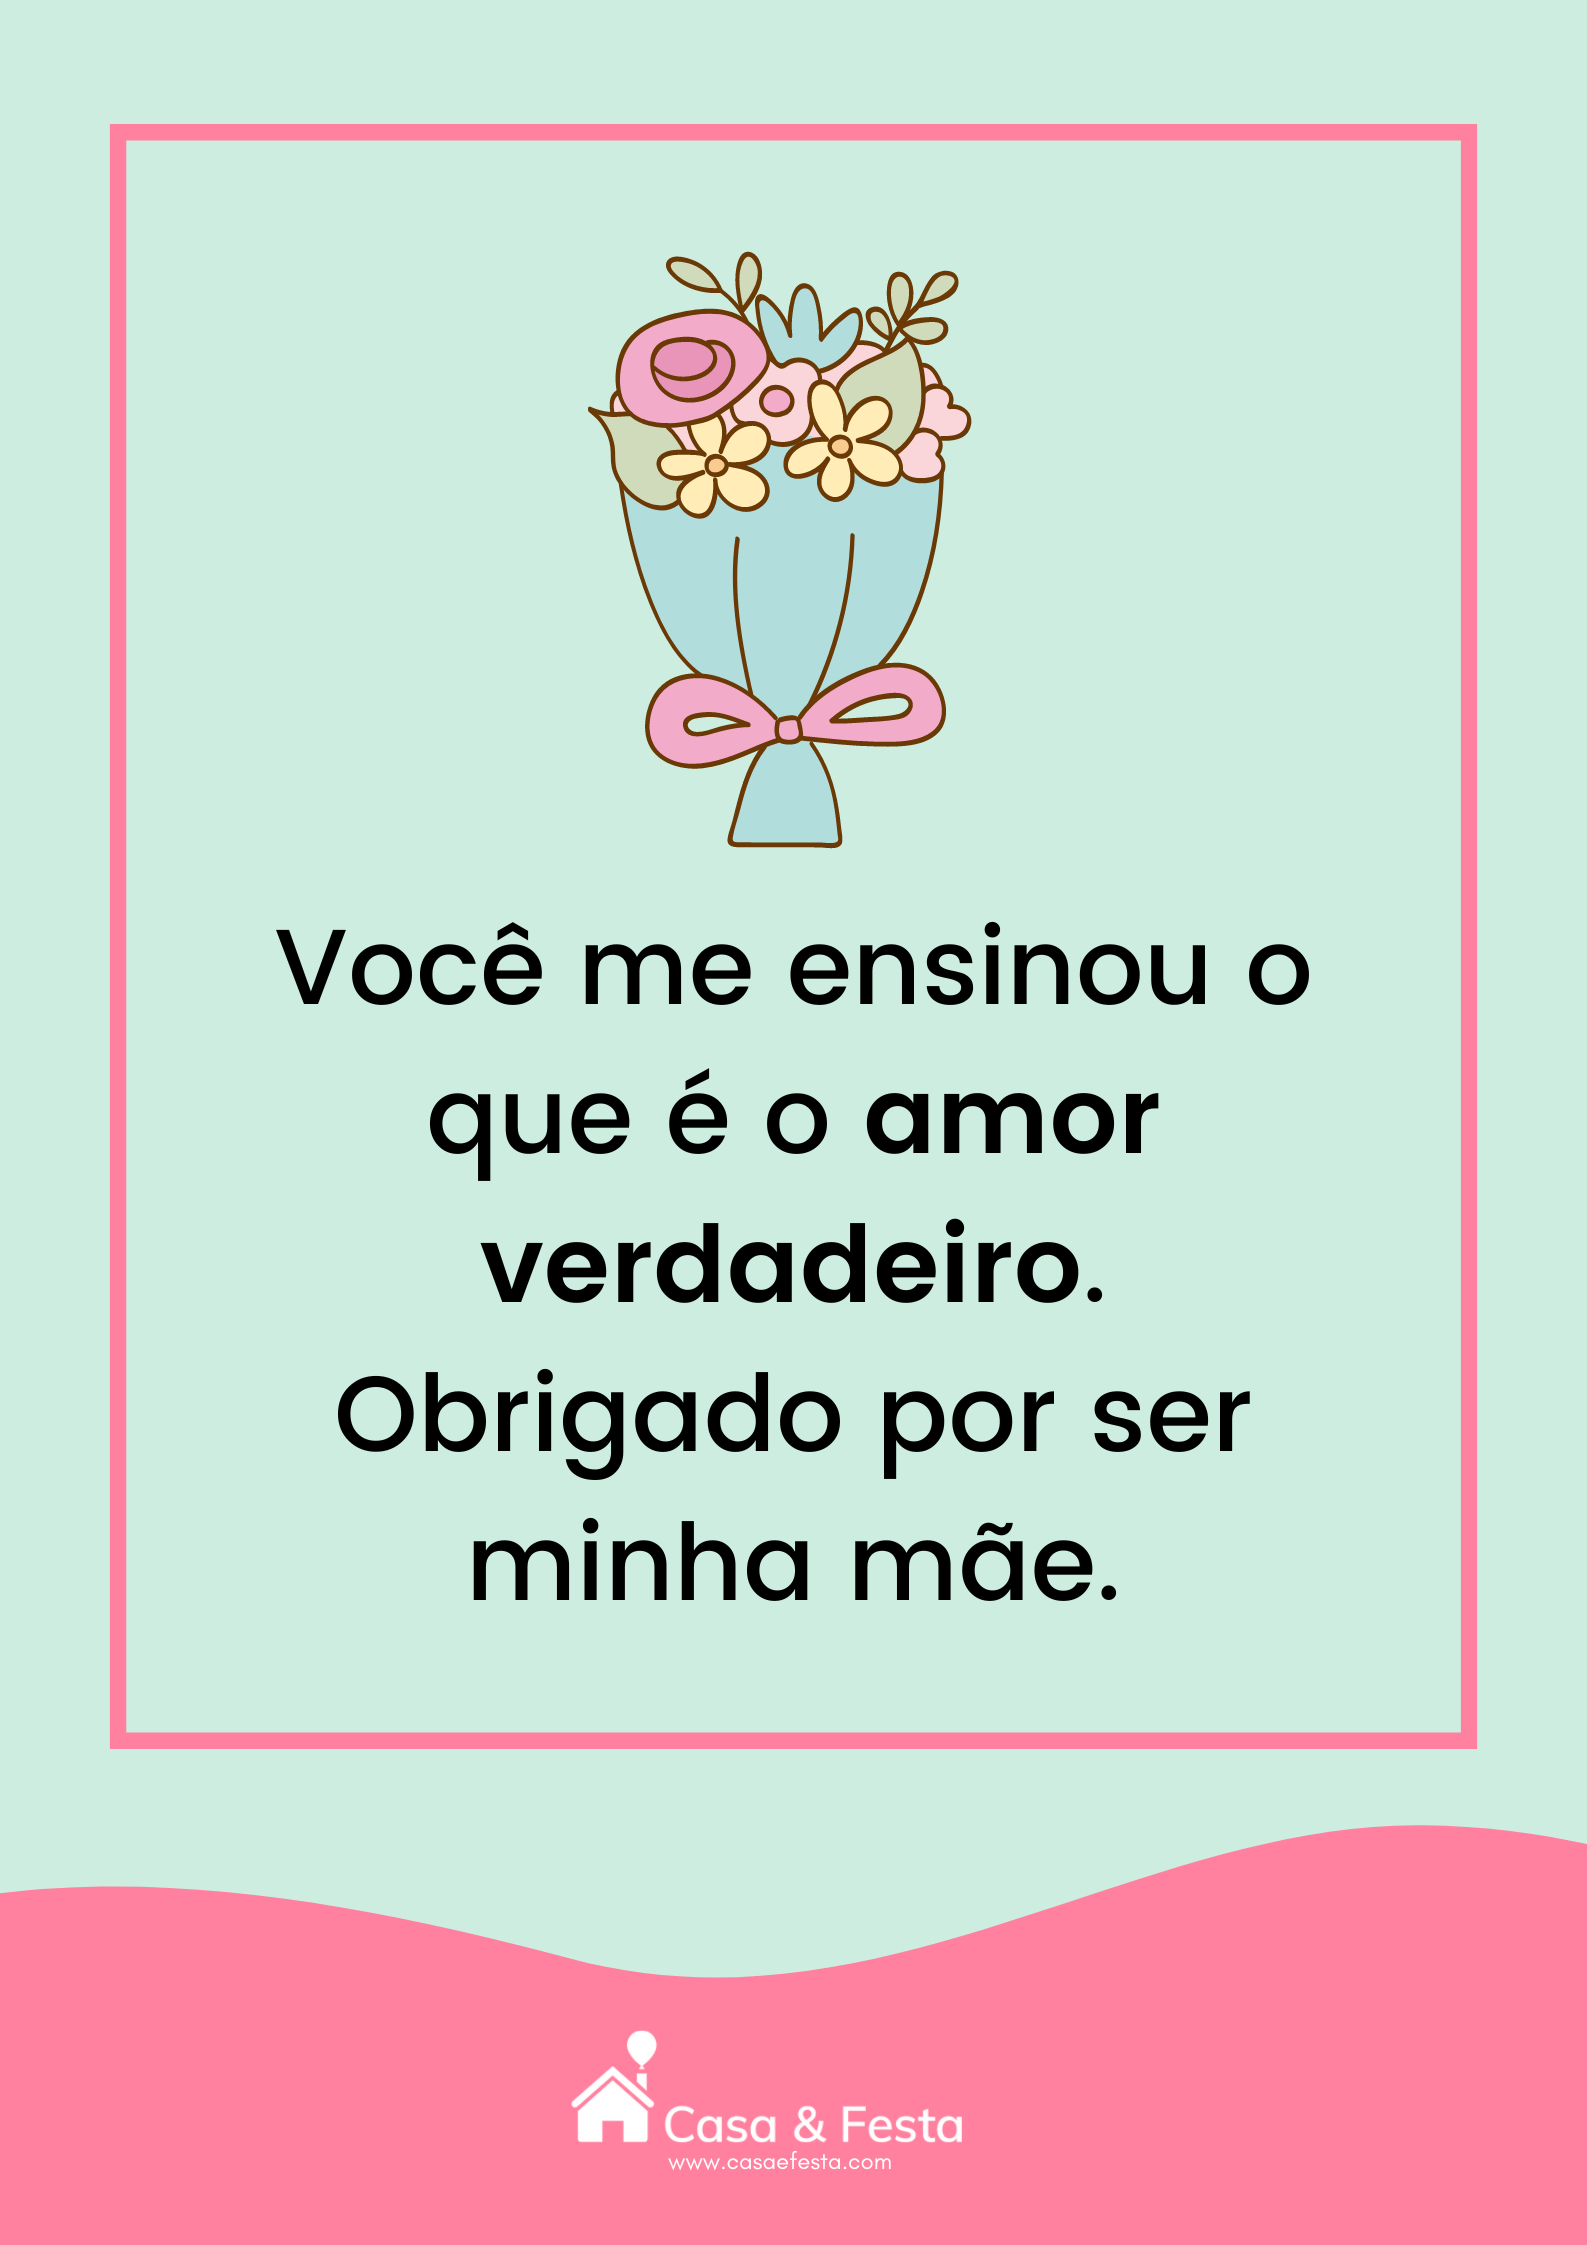 Você me ensinou o
que é o amor
verdadeiro.
Obrigado por ser
minha mãe.
Casa & Festa
www.casaefesta.com